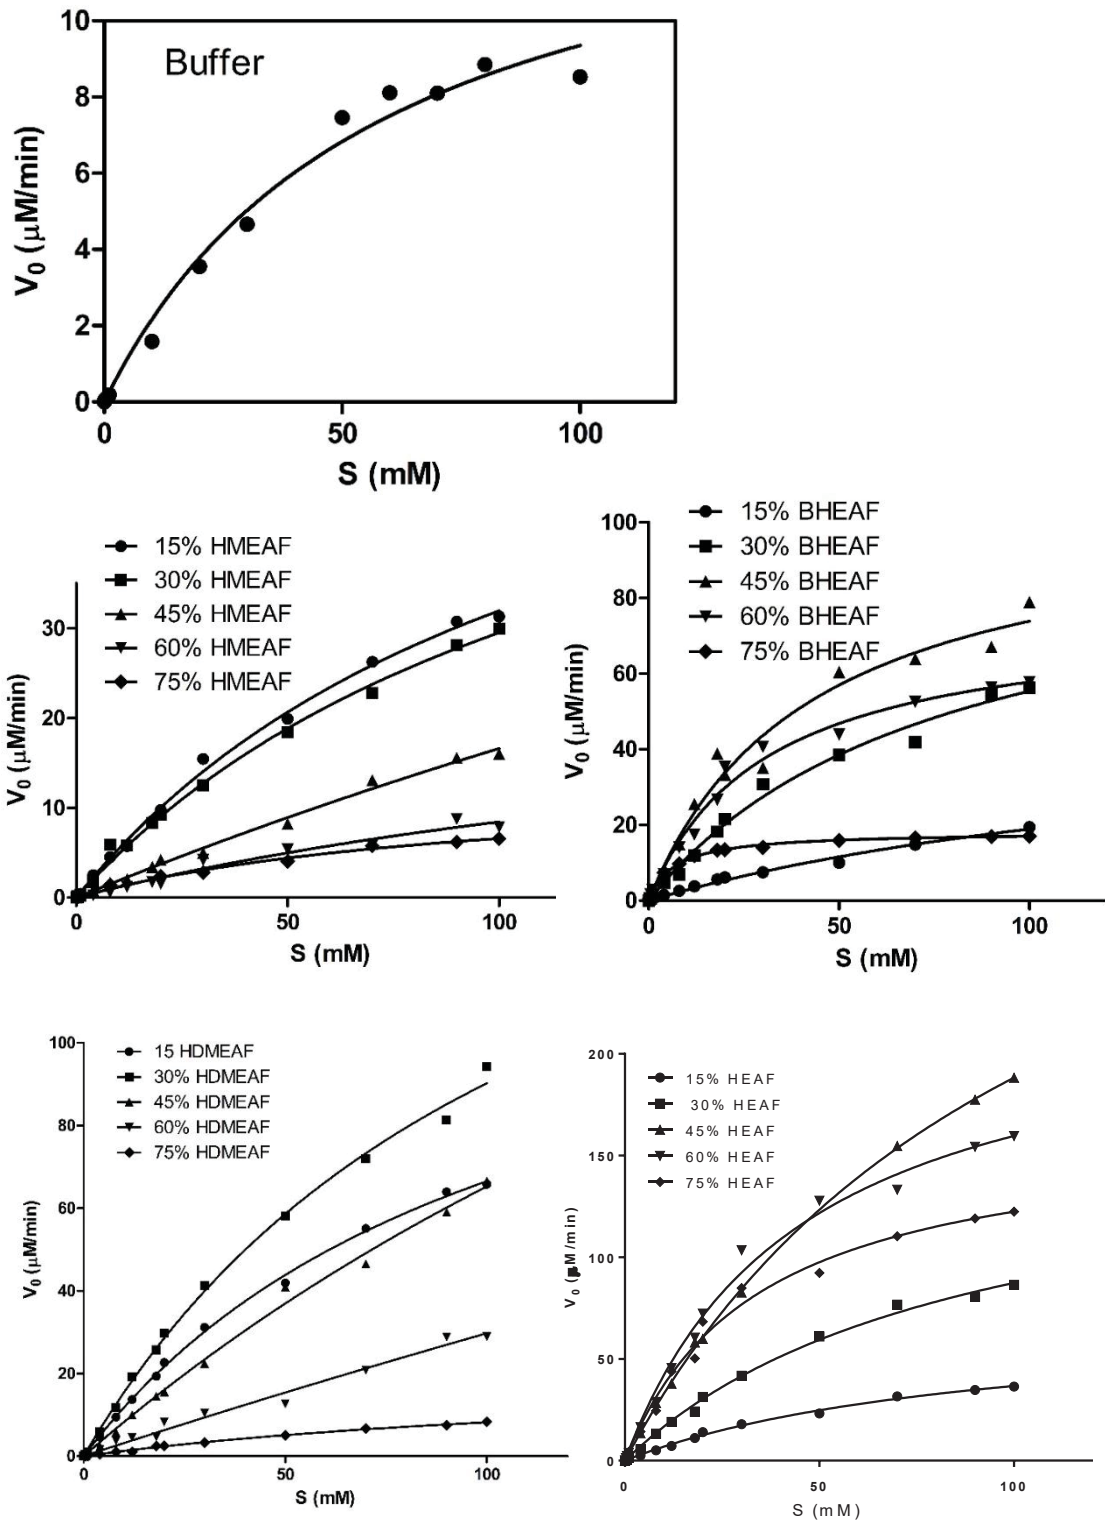 Buffer
10
8
6
4
2
0
V0 (μM/min)
0 50 100
S (mM)
15% HMEAF
30% HMEAF
45% HMEAF
60% HMEAF
75% HMEAF
30
20
10
0
V0 (μM/min)
0 50 100
S (mM)
15% BHEAF
30% BHEAF
45% BHEAF
60% BHEAF
75% BHEAF
100
80
60
40
20
0
V0 (μM/min)
0 50 100
S (mM)
15 HDMEAF
30% HDMEAF
45% HDMEAF
60% HDMEAF
75% HDMEAF
100
80
60
40
20
0
V0 (μM/min)
0 50 100
S (mM)
15% HEAF
30% HEAF
45% HEAF
60% HEAF
75% HEAF
200
150
100
50
0
V0 (μM/min)
0 50 100
S (mM)